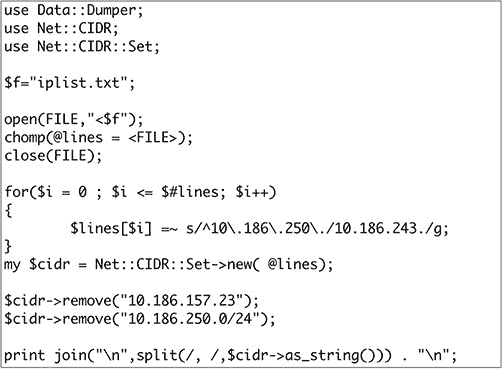 use Data::Dumper;
use Net::CIDR;
use Net::CIDR::Set;

$f="iplist.txt";

open(FILE,"<$f");
chomp(@lines = <FILE>);
close(FILE);

for($i = 0 ; $i <= $#lines; $i++)
{
        $lines[$i] =~ s/^10\.186\.250\./10.186.243./g;
}
my $cidr = Net::CIDR::Set->new( @lines);

$cidr->remove("10.186.157.23");
$cidr->remove("10.186.250.0/24");

print join("\n",split(/, /,$cidr->as_string())) . "\n";